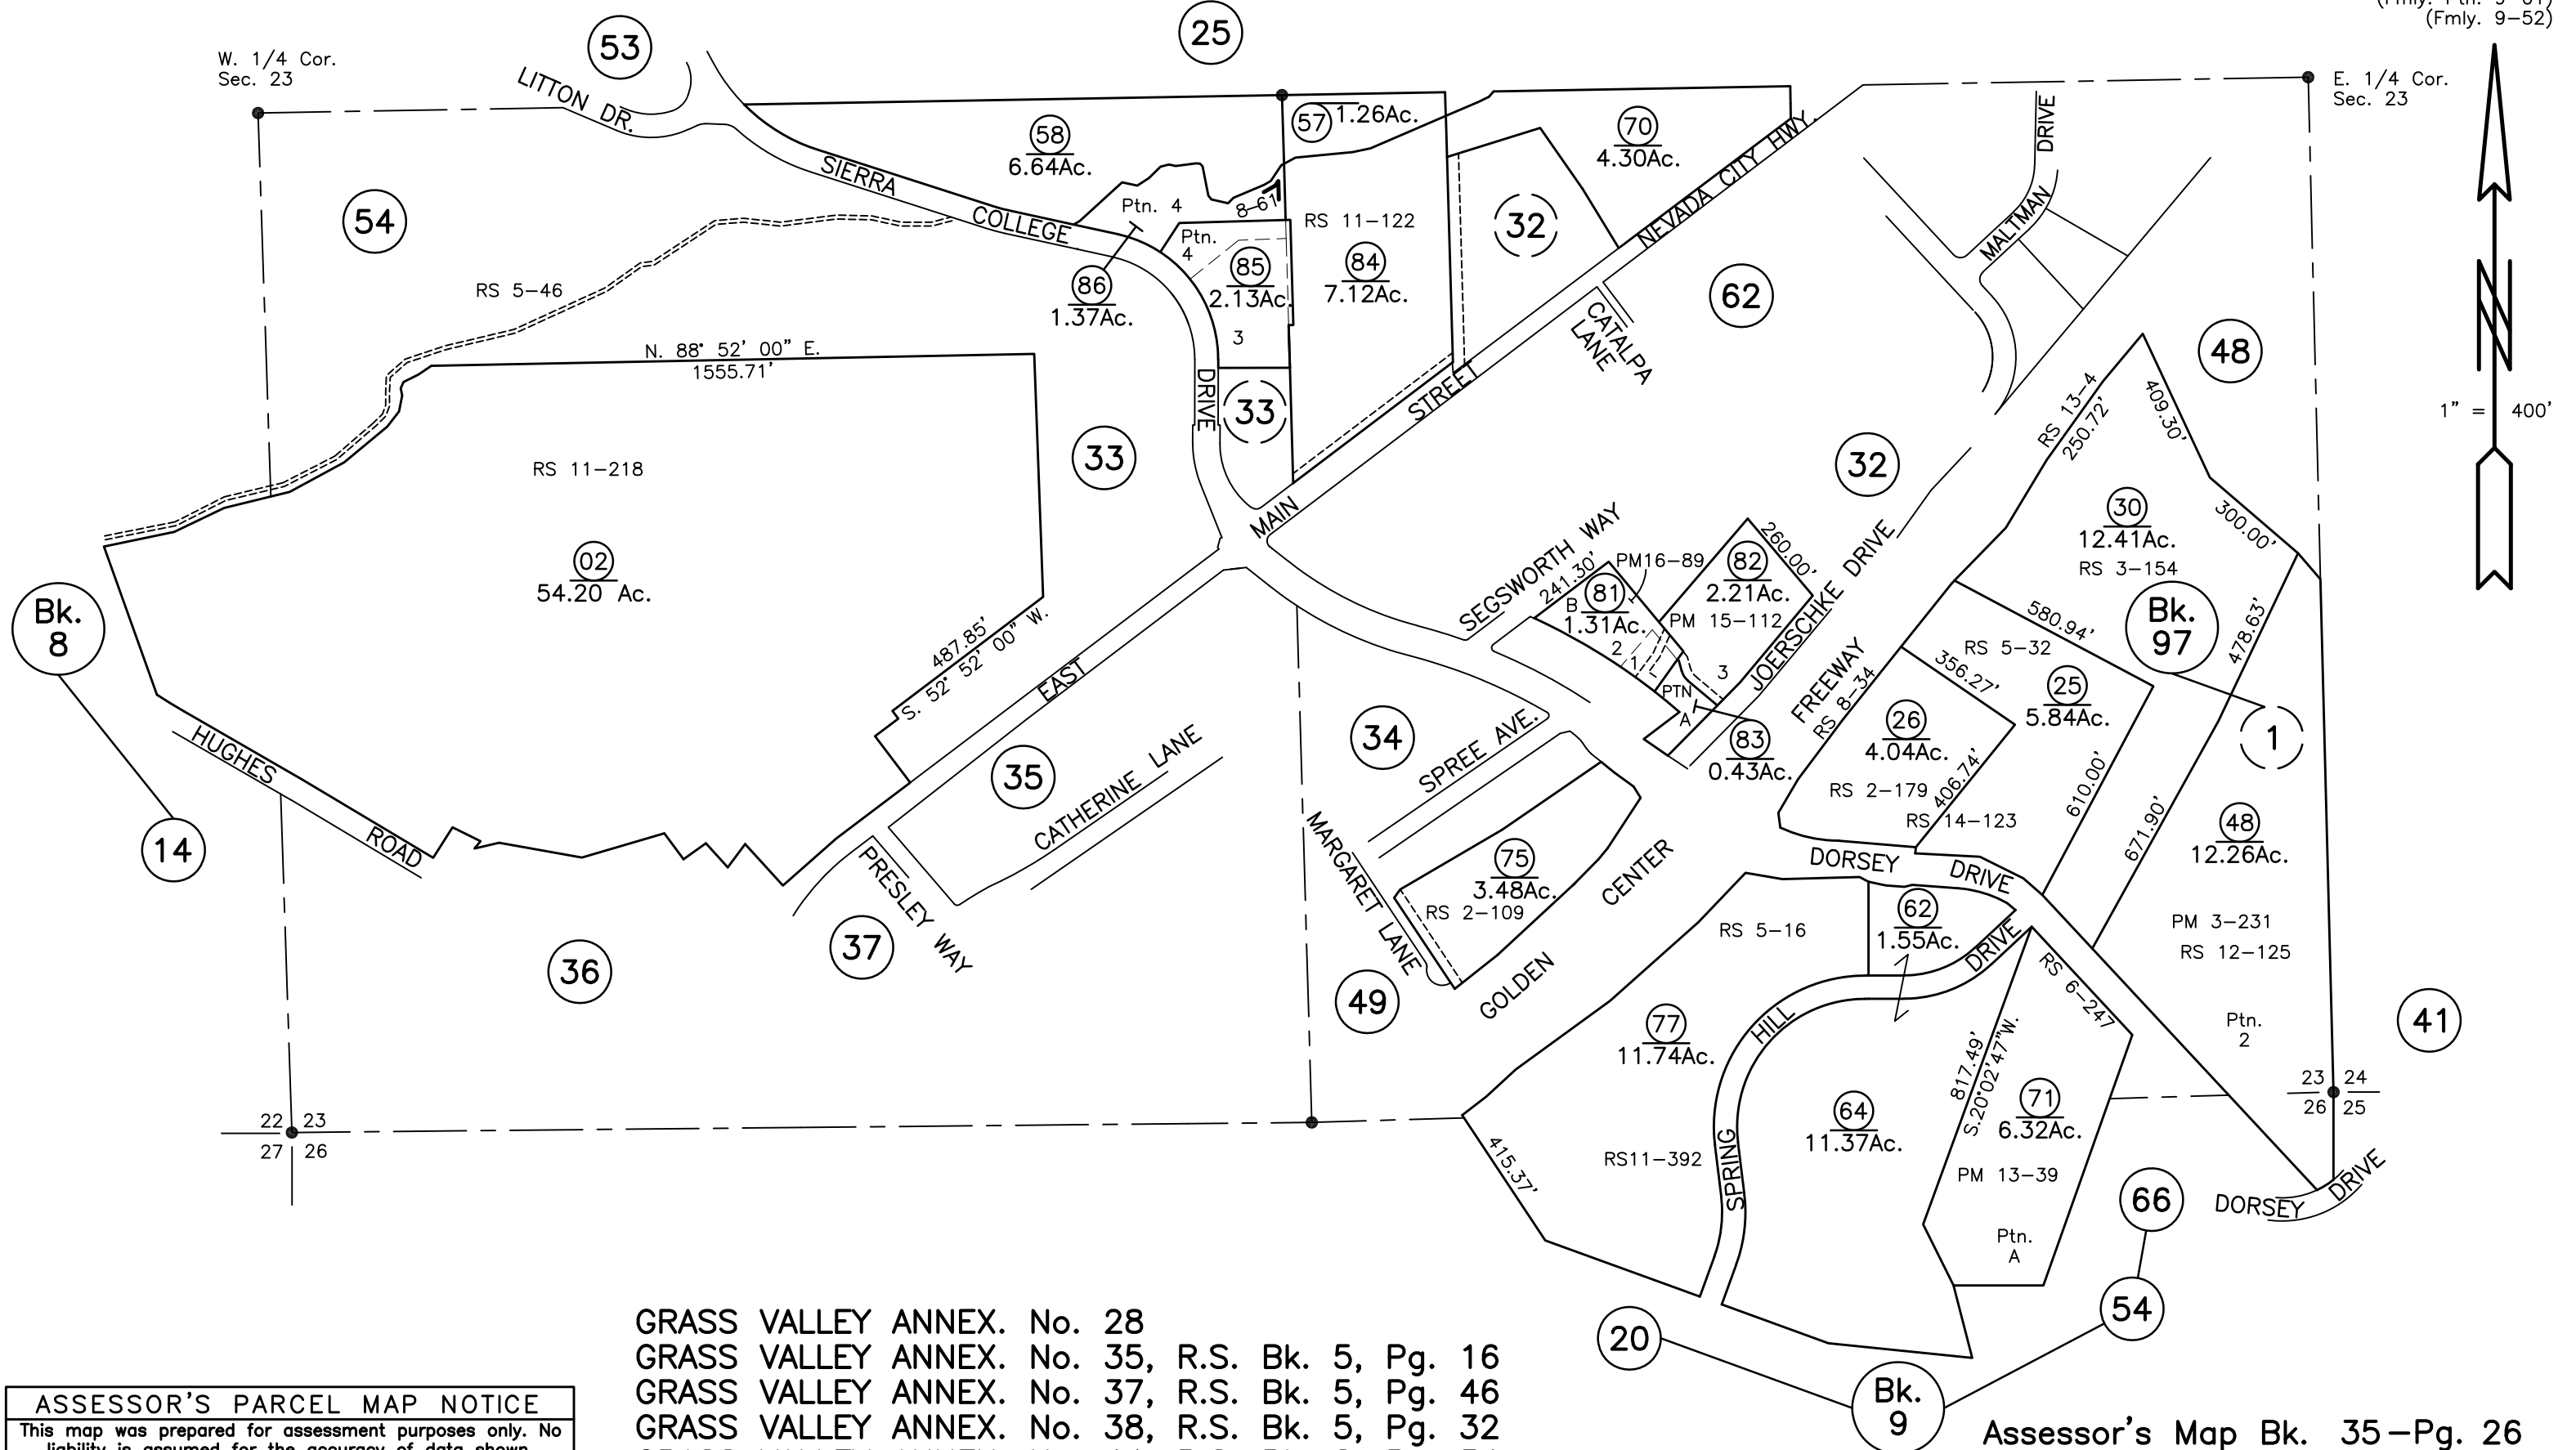 (Fmly. 9-52)
W. 1/4 Cor.
Sec. 23
53
25
E. 1/4 Cor.
Sec. 23
LITTON DR.
58
6.64Ac.
57
1.26Ac.
70
4.30Ac.
NEVADA CITY HWY.
MALTMAN
DRIVE
54
SIERRA
COLLEGE
DRIVE
Ptn. 4
8-61
Ptn.
4
RS 11-122
32
RS 5-46
86
1.37Ac.
85
2.13Ac.
3
84
7.12Ac.
62
CATALPA
LANE
48
1" = 400'
N. 88° 52' 00" E.
1555.71'
33
33
STREET
MAIN
EAST
RS 13-4
250.72'
409.30'
RS 11-218
02
54.20 Ac.
32
30
12.41Ac.
RS 3-154
300.00'
Bk.
8
14
487.85'
S. 52° 52' 00" W.
SEGSWORTH WAY
241.30'
PM16-89
B
81
1.31Ac.
2
1
260.00'
82
2.21Ac.
PM 15-112
3
JOERSCHKE DRIVE
PTN
A
83
0.43Ac.
FREEWAY
RS 8-34
580.94'
RS 5-32
356.27'
25
5.84Ac.
26
4.04Ac.
RS 2-179
406.74'
RS 14-123
610.00'
Bk.
97
478.63'
671.90'
1
48
12.26Ac.
PM 3-231
RS 12-125
Ptn.
2
HUGHES
ROAD
35
CATHERINE LANE
PRESLEY WAY
34
SPREE AVE.
MARGARET LANE
75
3.48Ac.
RS 2-109
GOLDEN
CENTER
DORSEY
DRIVE
36
37
49
RS 5-16
62
1.55Ac.
DRIVE
HILL
SPRING
RS 6-247
77
11.74Ac.
817.49'
S.20°02'47"W.
41
64
11.37Ac.
71
6.32Ac.
PM 13-39
Ptn.
A
22 23
27 26
23 24
26 25
415.37'
RS11-392
66
DORSEY
DRIVE
54
20
Bk.
9
GRASS VALLEY ANNEX. No. 28
GRASS VALLEY ANNEX. No. 35, R.S. Bk. 5, Pg. 16
GRASS VALLEY ANNEX. No. 37, R.S. Bk. 5, Pg. 46
GRASS VALLEY ANNEX. No. 38, R.S. Bk. 5, Pg. 32
ASSESSOR'S PARCEL MAP NOTICE
This map was prepared for assessment purposes only. No
liability is assumed for the accuracy of data shown.
Assessor's Map Bk. 35-Pg. 26